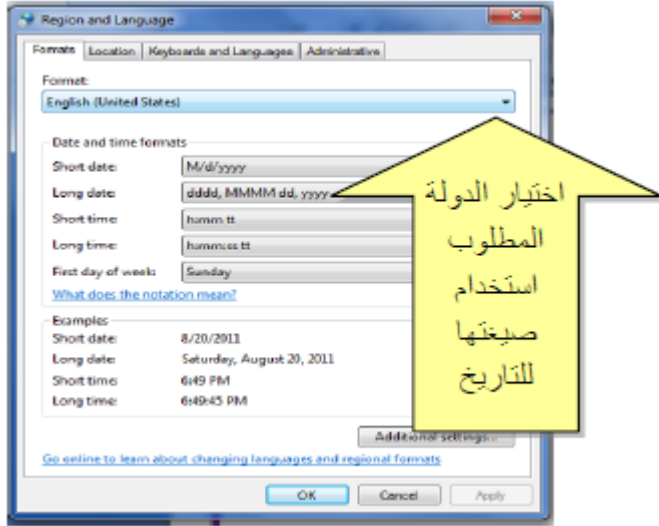 Region and Language
Formats Location Keyboards and Languages Administrative
Format:
English (United States)
Date and time formats
Short date: M/d/yyyy
Long date: dddd, MMMM dd, yyyy
Short time: h:mm tt
Long time: h:mm:ss tt
First day of week: Sunday
What does the notation mean?
اختيار الدولة
المطلوب
استخدام
صيغتها
للتاريخ
Examples
Short date: 8/20/2011
Long date: Saturday, August 20, 2011
Short time: 6:49 PM
Long time: 6:49:45 PM
Additional settings...
Go online to learn about changing languages and regional formats
OK Cancel Apply